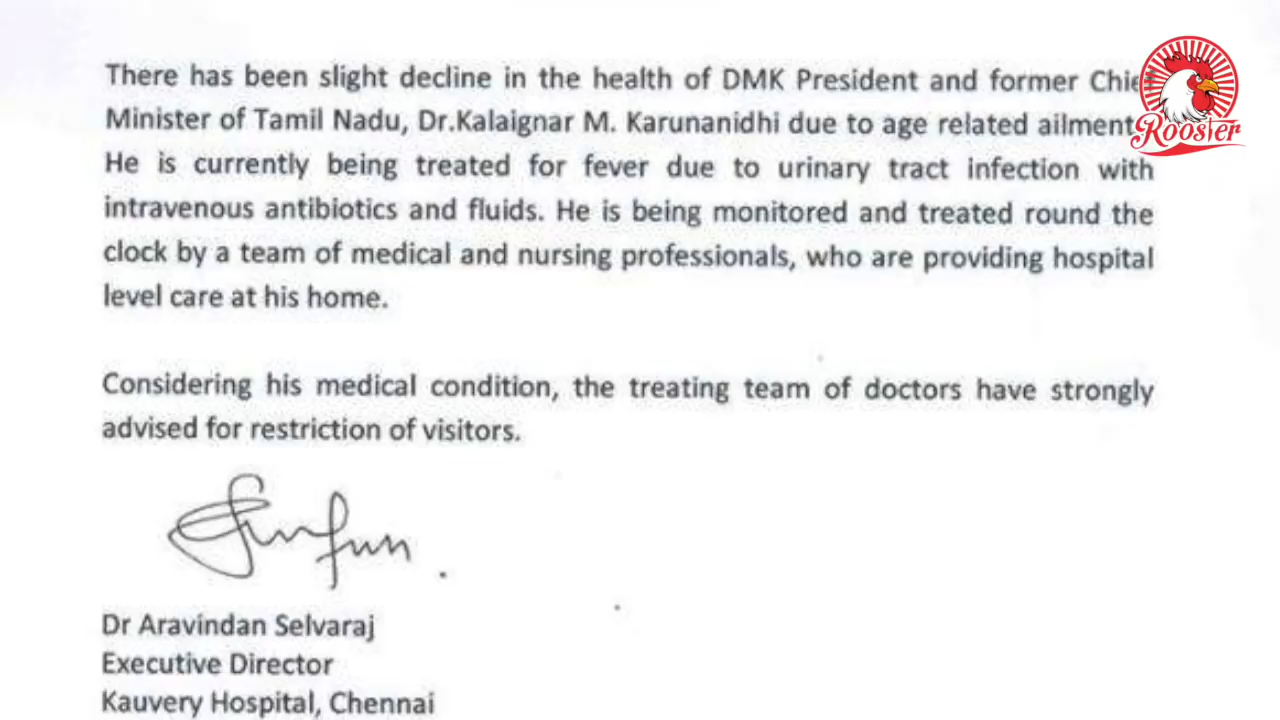 There has been slight decline in the health of DMK President and former Chief
Minister of Tamil Nadu, Dr.Kalaignar M. Karunanidhi due to age related ailment
He is currently being treated for fever due to urinary tract infection with
intravenous antibiotics and fluids. He is being monitored and treated round the
clock by a team of medical and nursing professionals, who are providing hospital
level care at his home.
Considering his medical condition, the treating team of doctors have strongly
advised for restriction of visitors.
Dr Aravindan Selvaraj
Executive Director
Kauvery Hospital, Chennai
Rooster